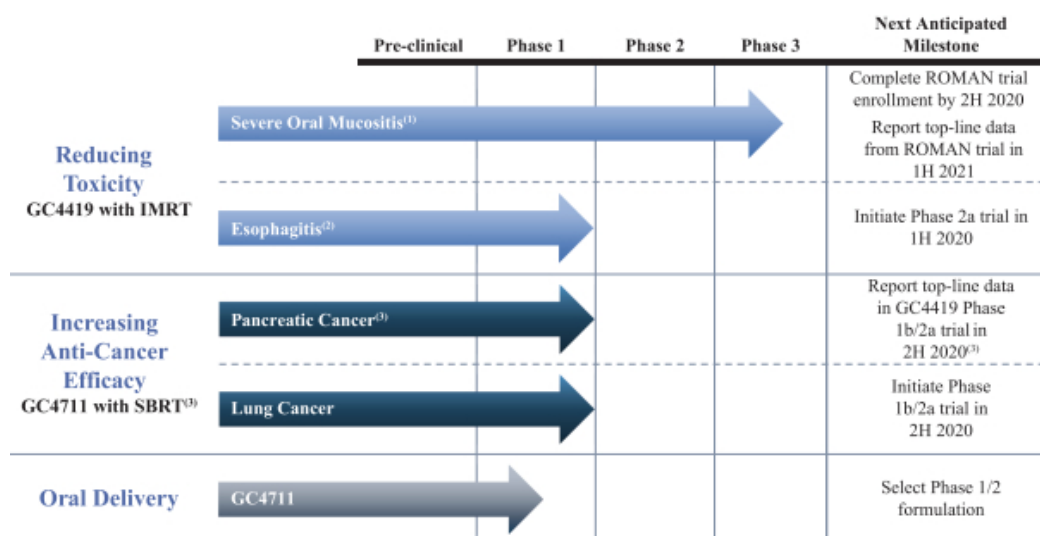 Pre-clinical
Phase 1
Phase 2
Phase 3
Next Anticipated
Milestone
Reducing
Toxicity
GC4419 with IMRT
Severe Oral Mucositis(1)
Complete ROMAN trial
enrollment by 2H 2020
Report top-line data
from ROMAN trial in
1H 2021
Esophagitis(2)
Initiate Phase 2a trial in
1H 2020
Increasing
Anti-Cancer
Efficacy
GC4711 with SBRT(3)
Pancreatic Cancer(3)
Report top-line data
in GC4419 Phase
1b/2a trial in
2H 2020(3)
Lung Cancer
Initiate Phase
1b/2a trial in
2H 2020
Oral Delivery
GC4711
Select Phase 1/2
formulation